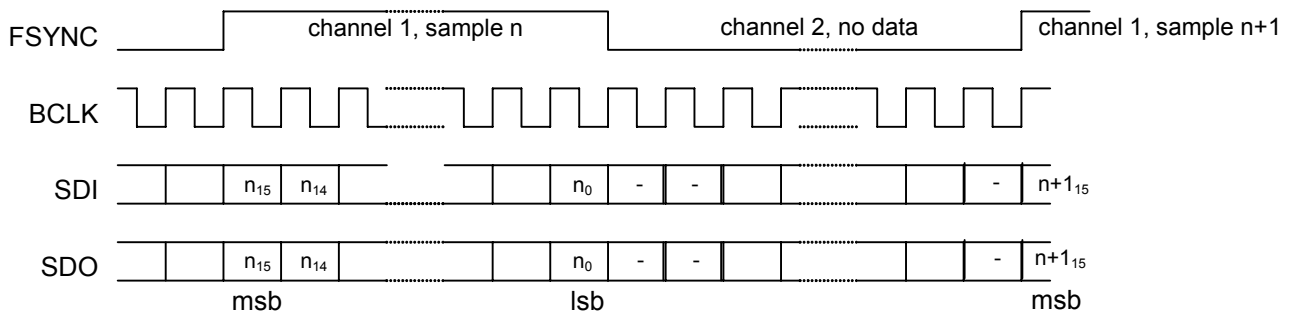 FSYNC channel 1, sample n channel 2, no data channel 1, sample n+1
BCLK
SDI n₁₅ n₁₄ n₀ - - - n+1₁₅
SDO n₁₅ n₁₄ n₀ - - - n+1₁₅
msb lsb msb